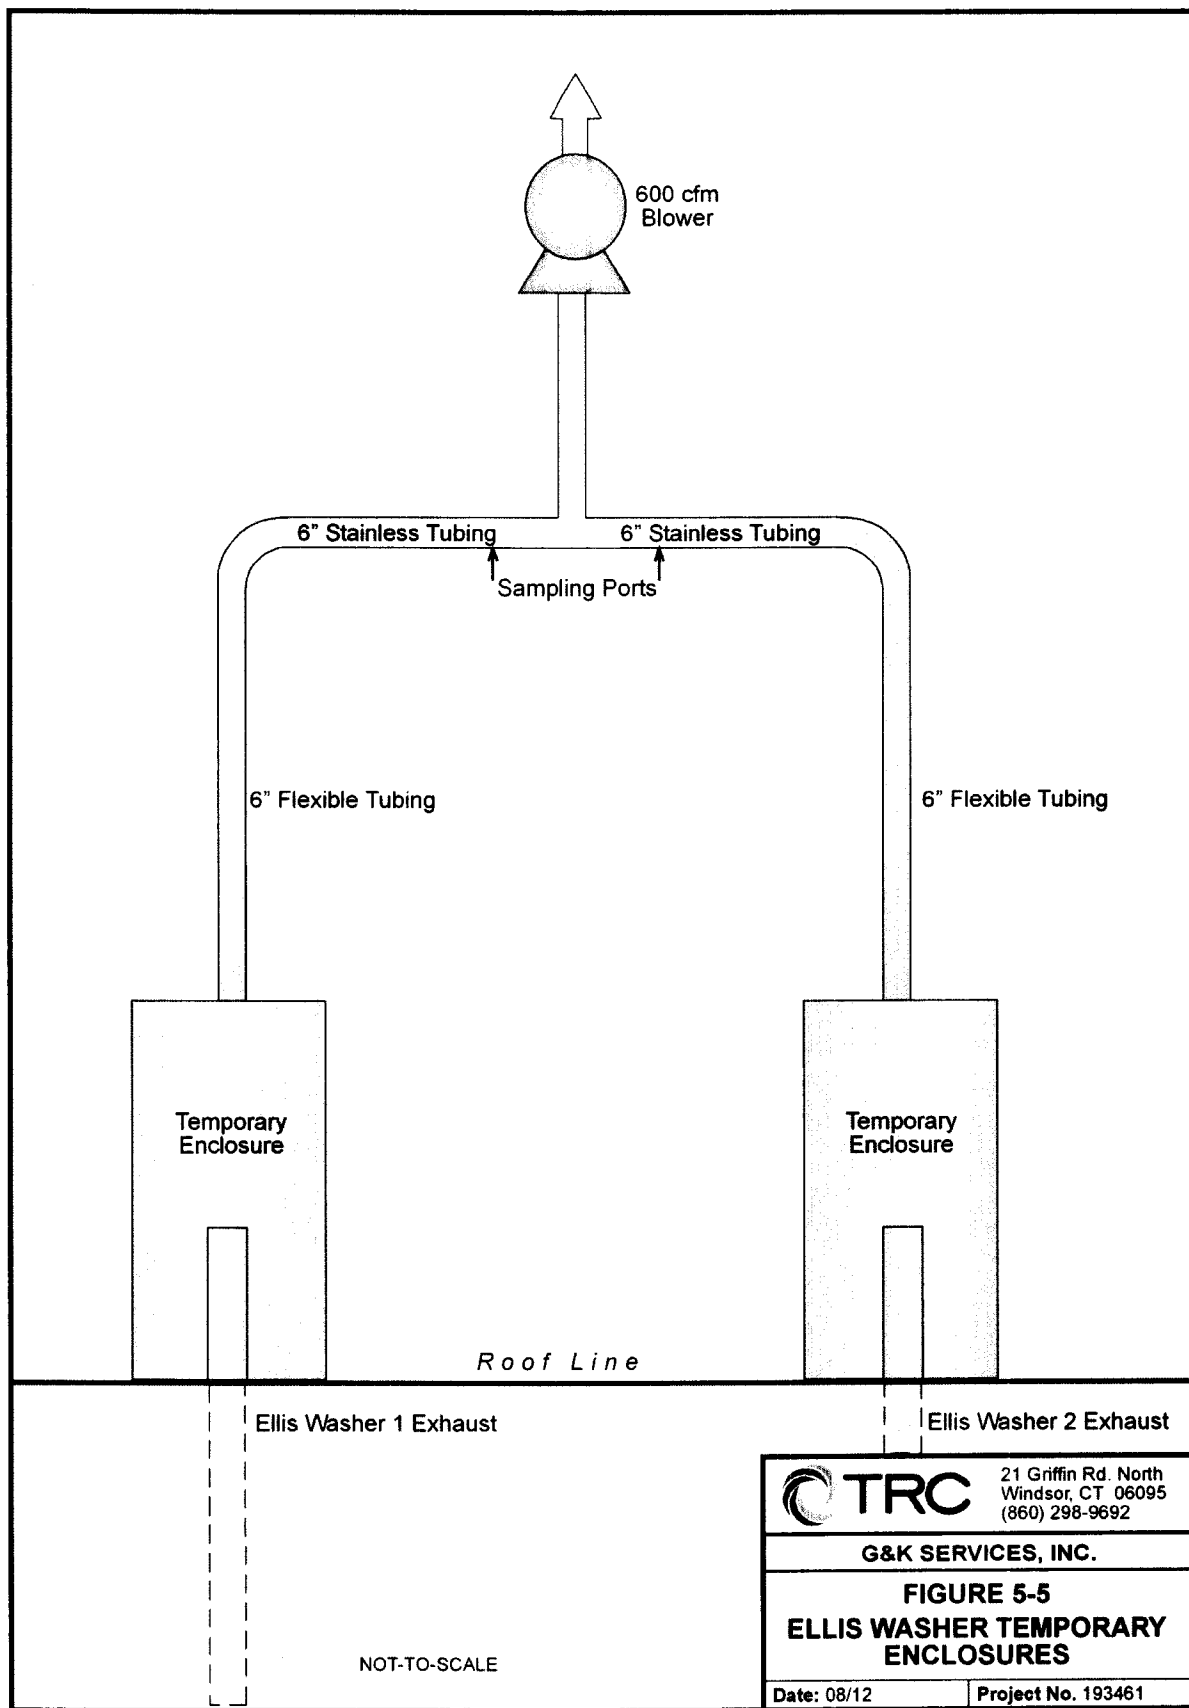 600 cfm
Blower
6" Stainless Tubing
6" Stainless Tubing
Sampling Ports
6" Flexible Tubing
6" Flexible Tubing
Temporary
Enclosure
Temporary
Enclosure
Roof Line
Ellis Washer 1 Exhaust
Ellis Washer 2 Exhaust
TRC
21 Griffin Rd. North
Windsor, CT 06095
(860) 298-9692
G&K SERVICES, INC.
FIGURE 5-5
ELLIS WASHER TEMPORARY
ENCLOSURES
NOT-TO-SCALE
Date: 08/12
Project No. 193461